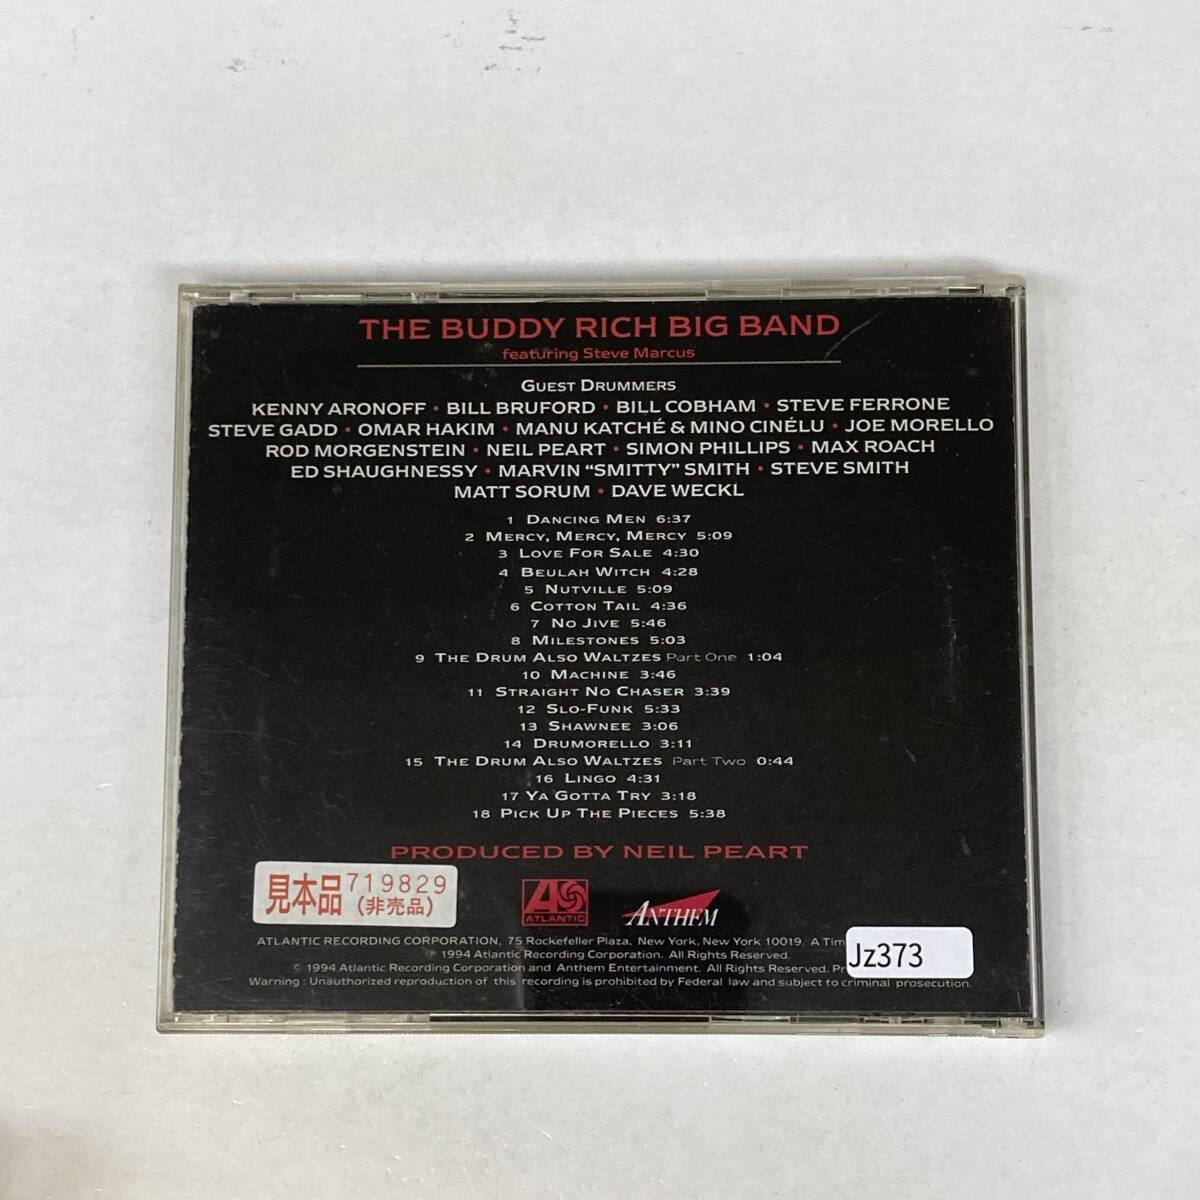 THE BUDDY RICH BIG BAND
featuring Steve Marcus
GUEST DRUMMERS
KENNY ARONOFF • BILL BRUFORD • BILL COBHAM • STEVE FERRONE
STEVE GADD • OMAR HAKIM • MANU KATCHÉ & MINO CINÉLU • JOE MORELLO
ROD MORGENSTEIN • NEIL PEART • SIMON PHILLIPS • MAX ROACH
ED SHAUGHNESSY • MARVIN “SMITTY” SMITH • STEVE SMITH
MATT SORUM • DAVE WECKL
1 DANCING MEN 6:37
2 MERCY, MERCY, MERCY 5:09
3 LOVE FOR SALE 4:30
4 BEULAH WITCH 4:28
5 NUTVILLE 5:09
6 COTTON TAIL 4:36
7 NO JIVE 5:46
8 MILESTONES 5:03
9 THE DRUM ALSO WALTZES Part One 1:04
10 MACHINE 3:46
11 STRAIGHT NO CHASER 3:39
12 SLO-FUNK 5:33
13 SHAWNEE 3:06
14 DRUMORELLO 3:11
15 THE DRUM ALSO WALTZES Part Two 0:44
16 LINGO 4:31
17 YA GOTTA TRY 3:18
18 PICK UP THE PIECES 5:38
PRODUCED BY NEIL PEART
見本品 719829
(非売品)
ATLANTIC
ANTHEM
ATLANTIC RECORDING CORPORATION, 75 Rockefeller Plaza, New York, New York 10019. A Tim
℗ 1994 Atlantic Recording Corporation. All Rights Reserved.
© 1994 Atlantic Recording Corporation and Anthem Entertainment. All Rights Reserved. Pr
Warning : Unauthorized reproduction of this recording is prohibited by Federal law and subject to criminal prosecution.
Jz373